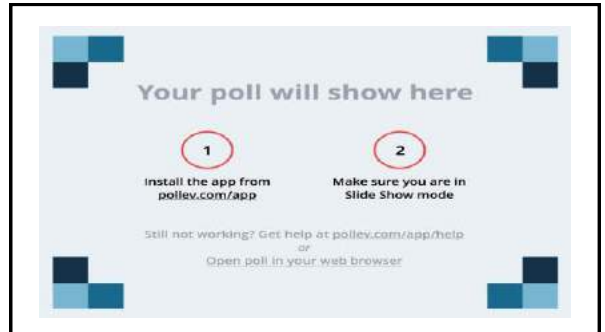 Your poll will show here
1
2
Install the app from
pollev.com/app
Make sure you are in
Slide Show mode
Still not working? Get help at pollev.com/app/help
or
Open poll in your web browser